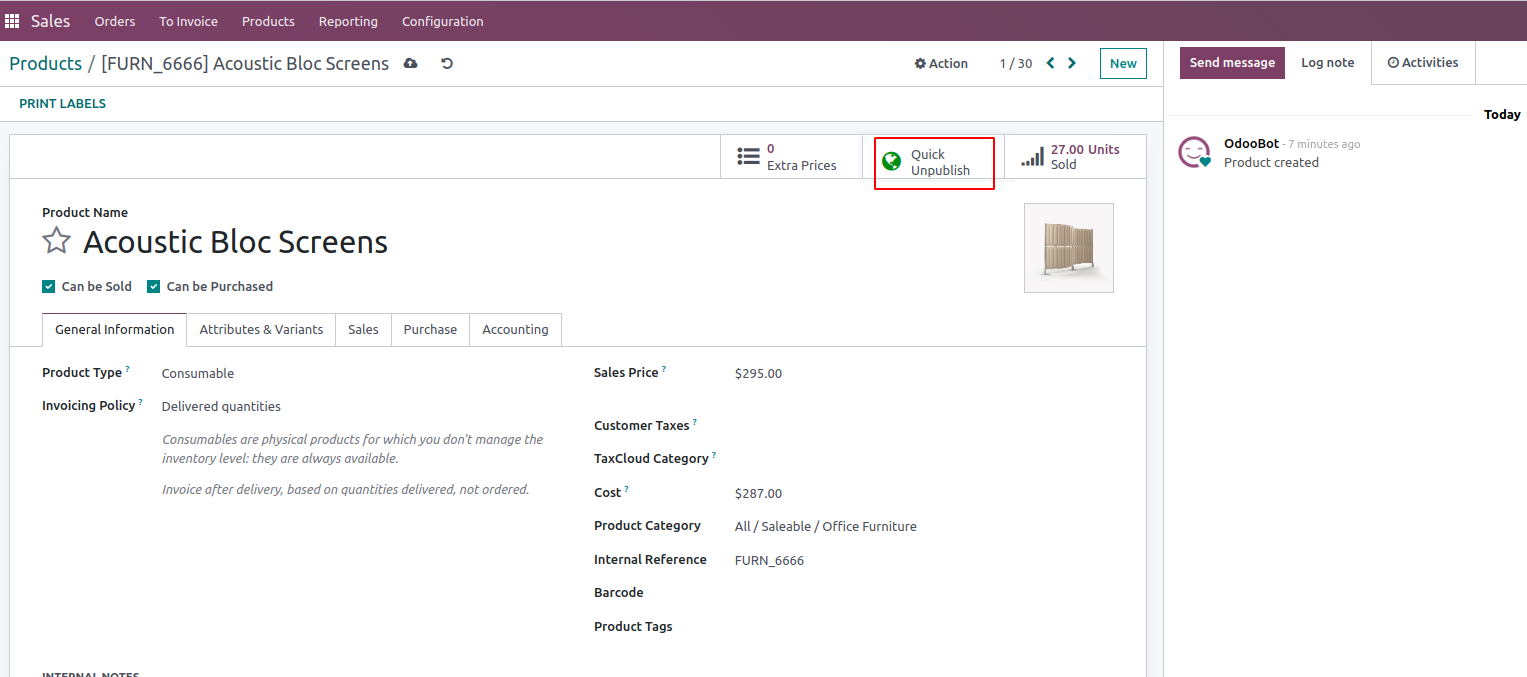 Sales Orders To Invoice Products Reporting Configuration
Products / [FURN_6666] Acoustic Bloc Screens
Action 1 / 30 New
Send message Log note Activities
PRINT LABELS
Today
0
Extra Prices
Quick
Unpublish
27.00 Units
Sold
OdooBot - 7 minutes ago
Product created
Product Name
Acoustic Bloc Screens
Can be Sold Can be Purchased
General Information Attributes & Variants Sales Purchase Accounting
Product Type ? Consumable
Invoicing Policy ? Delivered quantities
Consumables are physical products for which you don't manage the
inventory level: they are always available.
Invoice after delivery, based on quantities delivered, not ordered.
Sales Price ? $295.00
Customer Taxes ?
TaxCloud Category ?
Cost ? $287.00
Product Category All / Saleable / Office Furniture
Internal Reference FURN_6666
Barcode
Product Tags
INTERNAL NOTES